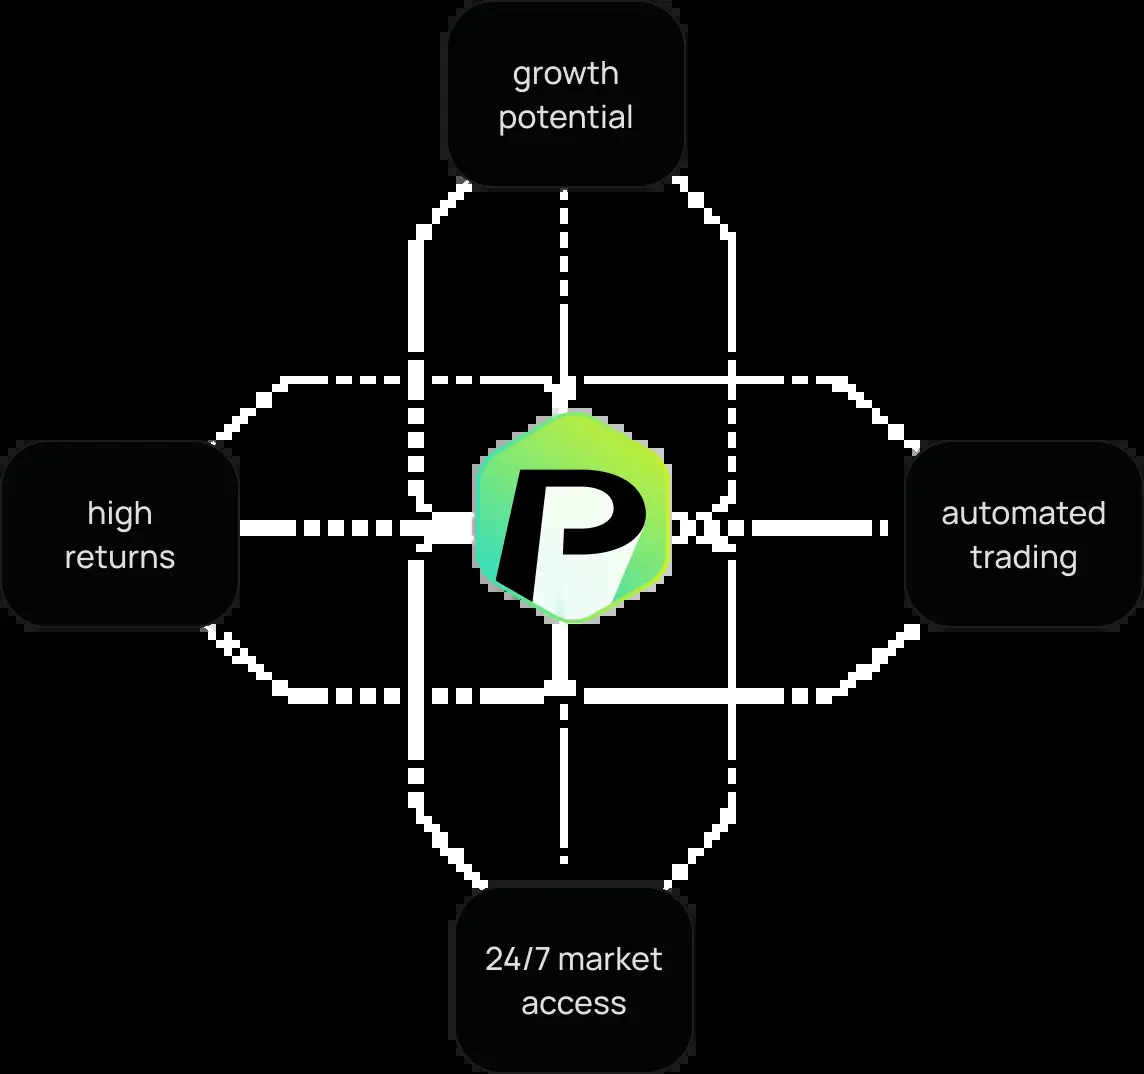 growth
potential
high
returns
automated
trading
P
24/7 market
access